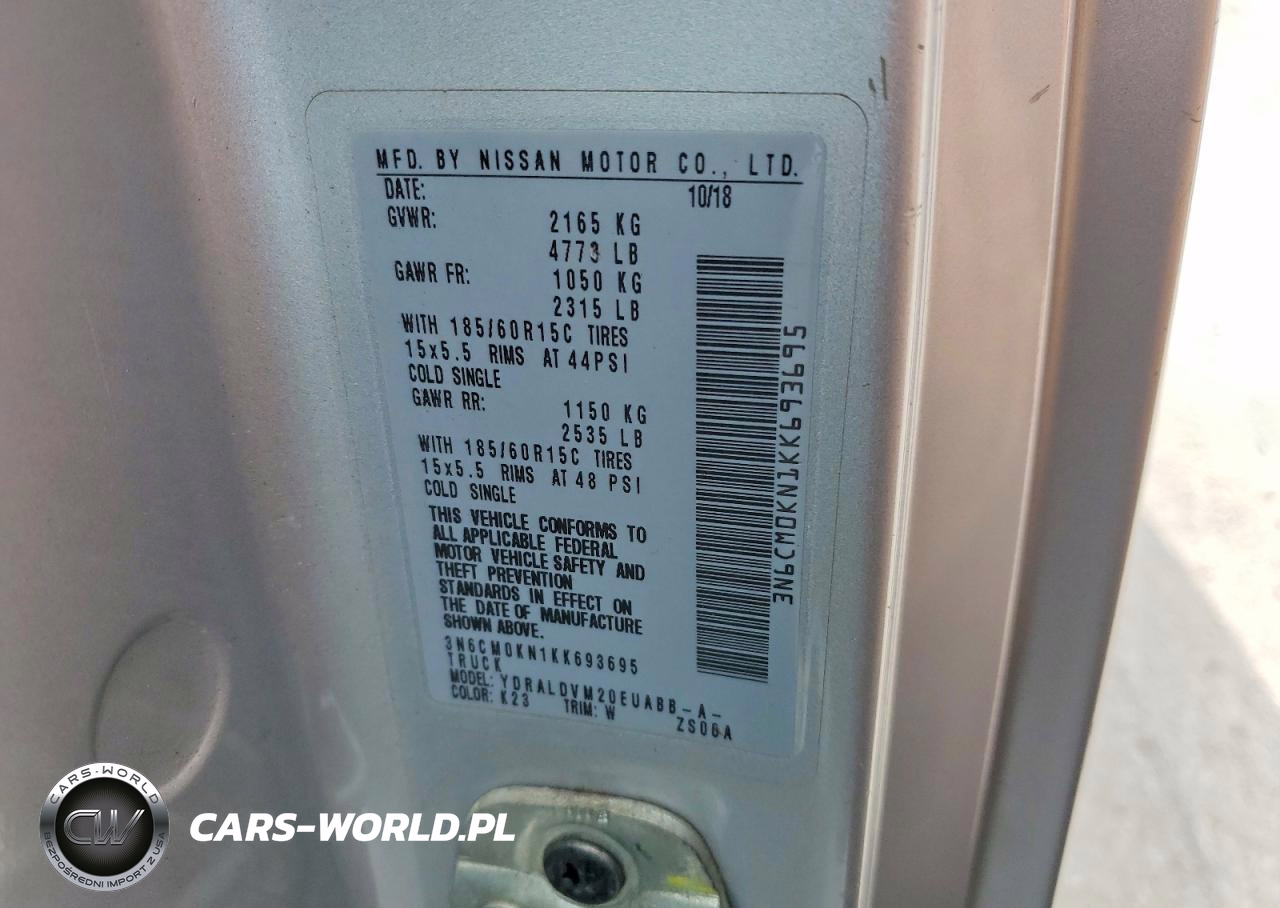 MFD. BY NISSAN MOTOR CO., LTD.
DATE: 10/18
GVWR: 2165 KG
4773 LB
GAWR FR: 1050 KG
2315 LB
WITH 185/60R15C TIRES
15x5.5 RIMS AT 44PSI
COLD SINGLE
GAWR RR: 1150 KG
2535 LB
WITH 185/60R15C TIRES
15x5.5 RIMS AT 48 PSI
COLD SINGLE
THIS VEHICLE CONFORMS TO
ALL APPLICABLE FEDERAL
MOTOR VEHICLE SAFETY AND
THEFT PREVENTION
STANDARDS IN EFFECT ON
THE DATE OF MANUFACTURE
SHOWN ABOVE.
3N6CM0KN1KK693695
TRUCK
MODEL: YDRALDVM20EUABB-A-
COLOR: K23 TRIM: W ZS06A
3N6CM0KN1KK693695
CARS-WORLD
CW
BEZPOŚREDNI IMPORT Z USA
CARS-WORLD.PL